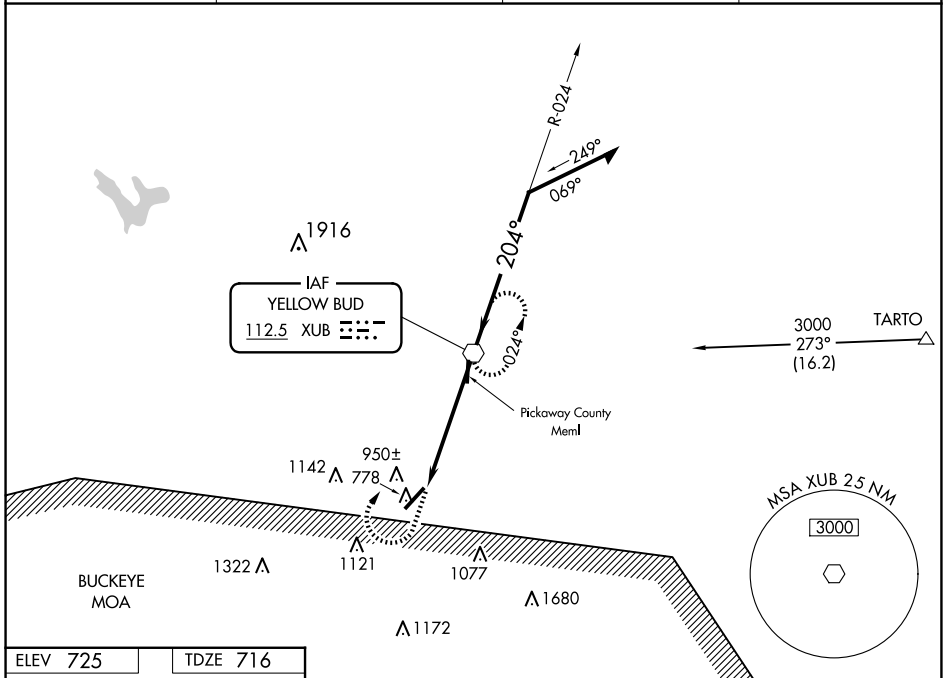 R-024
249°
069°
204°
1916
IAF
YELLOW BUD
112.5 XUB
024°
3000
273°
(16.2)
TARTO
Pickaway County
Meml
950±
1142
778
MSA XUB 25 NM
3000
1322
1121
1077
BUCKEYE
MOA
1680
1172
ELEV 725
TDZE 716